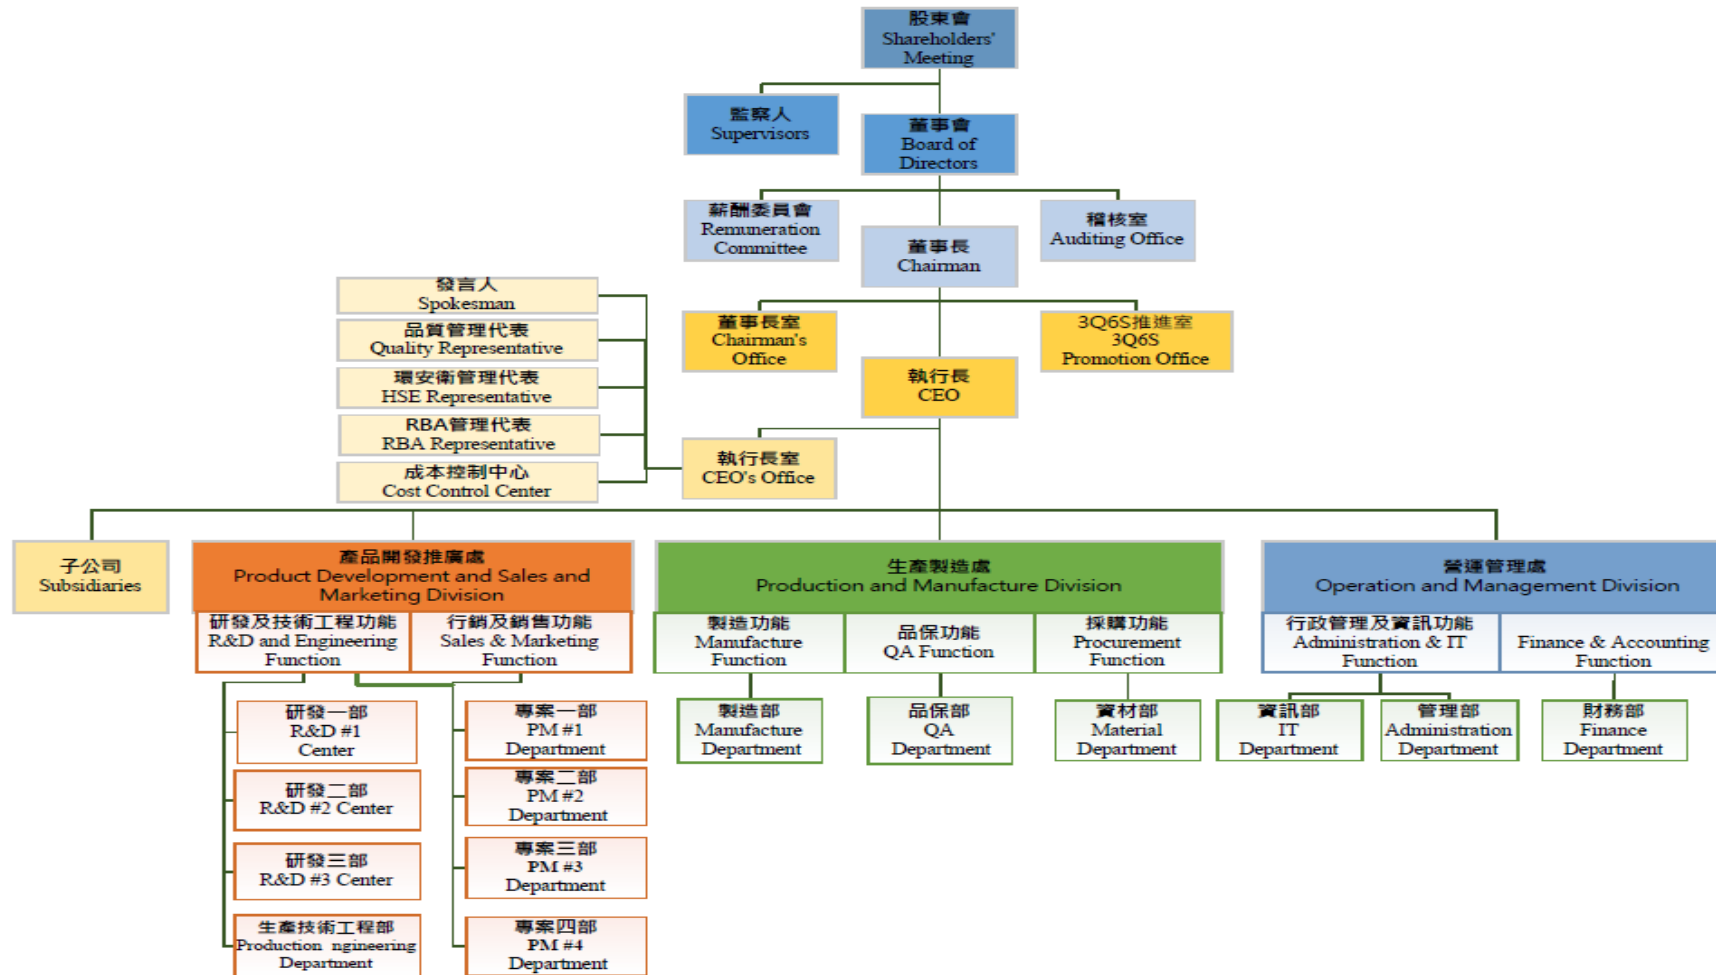 股東會
Shareholders'
Meeting
監察人
Supervisors
董事會
Board of
Directors
薪酬委員會
Remuneration
Committee
董事長
Chairman
稽核室
Auditing Office
發言人
Spokesman
品質管理代表
Quality Representative
環安衛管理代表
HSE Representative
RBA管理代表
RBA Representative
成本控制中心
Cost Control Center
董事長室
Chairman's
Office
3Q6S推進室
3Q6S
Promotion Office
執行長
CEO
執行長室
CEO's Office
子公司
Subsidiaries
產品開發推廣處
Product Development and Sales and
Marketing Division
生產製造處
Production and Manufacture Division
營運管理處
Operation and Management Division
研發及技術工程功能
R&D and Engineering
Function
行銷及銷售功能
Sales & Marketing
Function
製造功能
Manufacture
Function
品保功能
QA Function
採購功能
Procurement
Function
行政管理及資訊功能
Administration & IT
Function
Finance & Accounting
Function
研發一部
R&D #1
Center
研發二部
R&D #2 Center
研發三部
R&D #3 Center
生產技術工程部
Production ngineering
Department
專案一部
PM #1
Department
專案二部
PM #2
Department
專案三部
PM #3
Department
專案四部
PM #4
Department
製造部
Manufacture
Department
品保部
QA
Department
資材部
Material
Department
資訊部
IT
Department
管理部
Administration
Department
財務部
Finance
Department